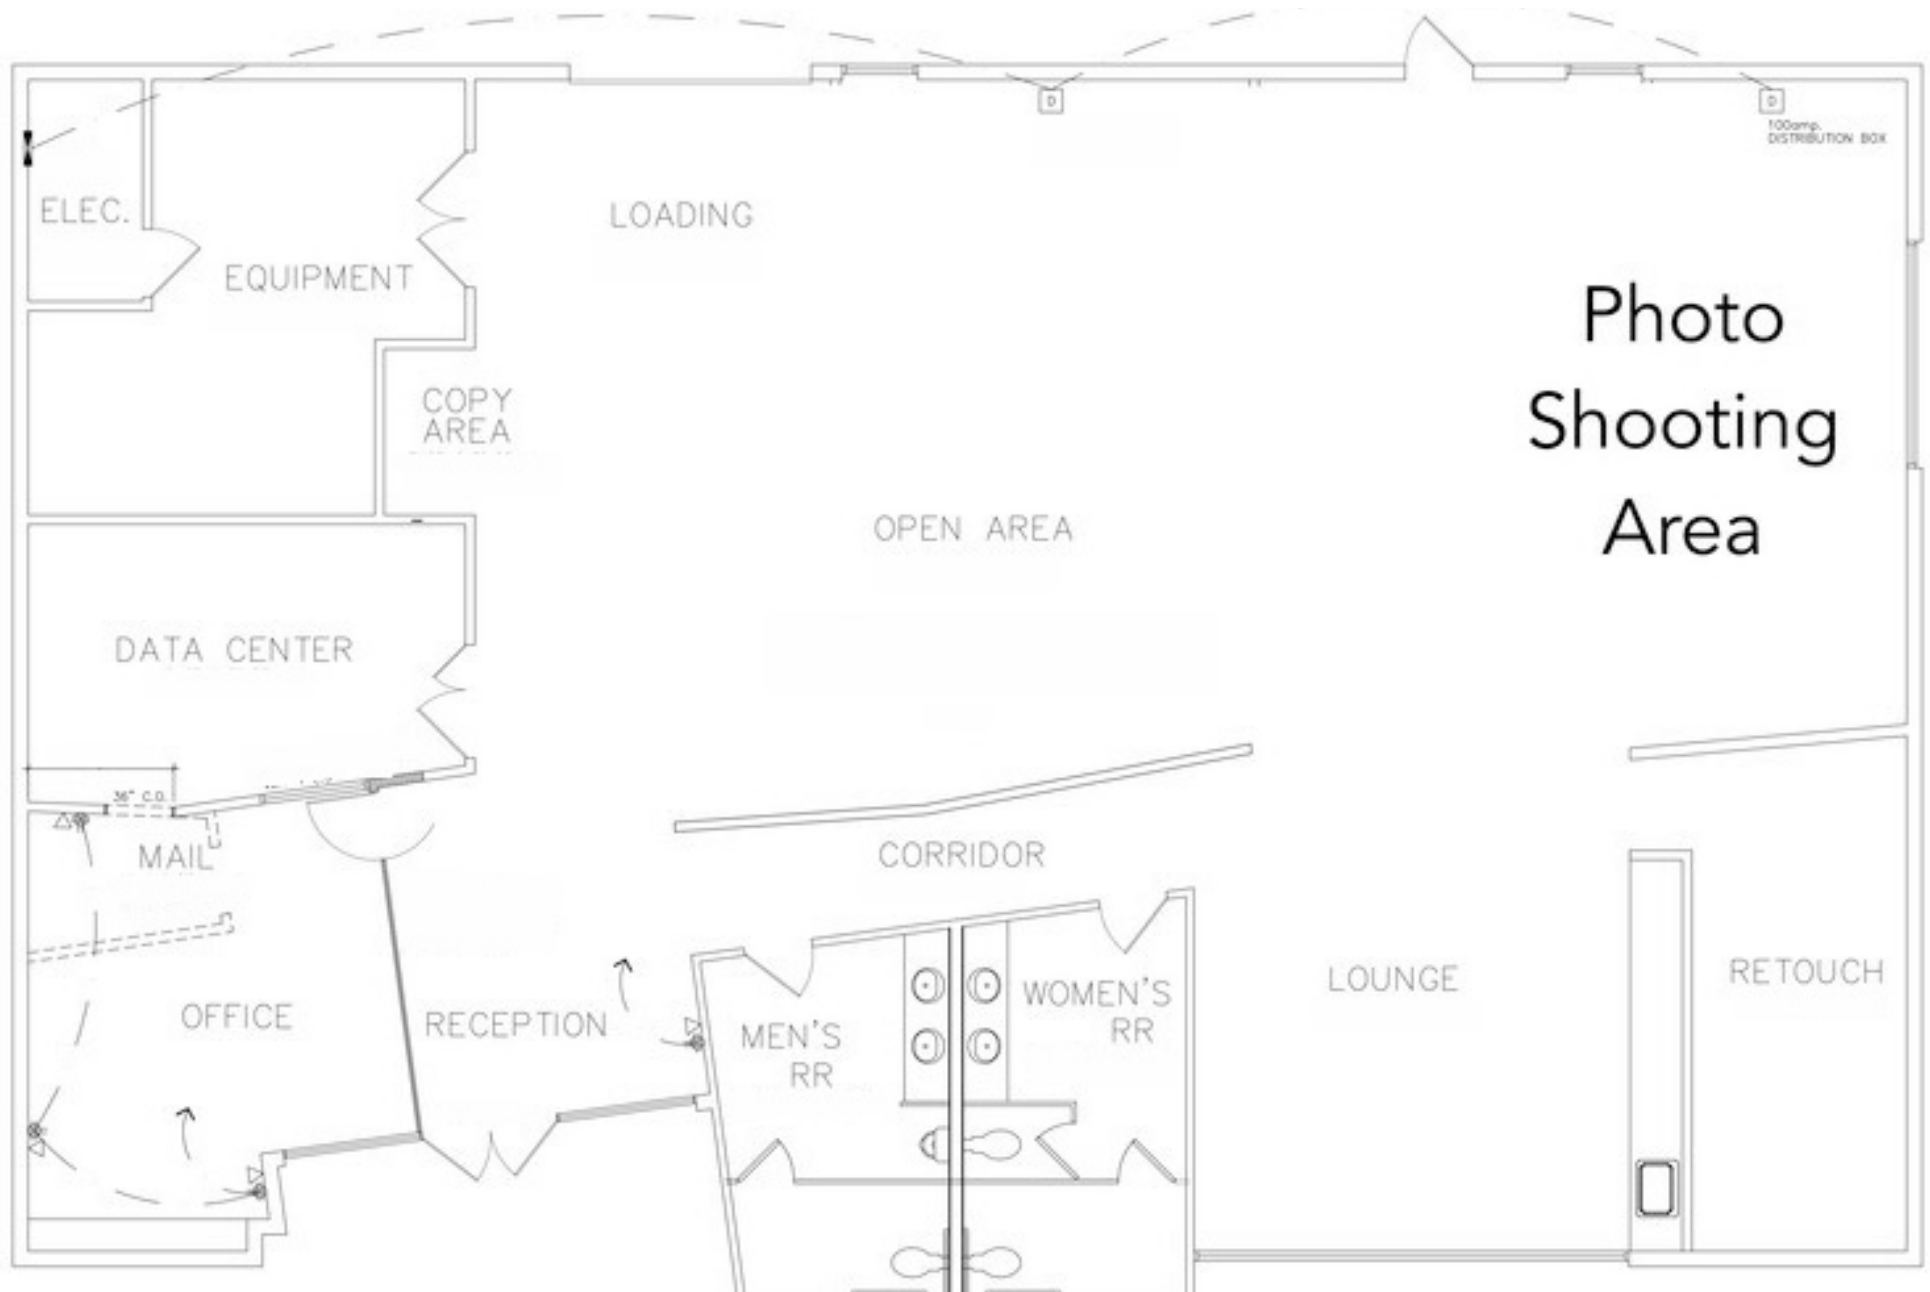 D
D
100amp.
DISTRIBUTION BOX
ELEC.
LOADING
EQUIPMENT
Photo
Shooting
Area
COPY
AREA
OPEN AREA
DATA CENTER
36" C.O.
MAIL
CORRIDOR
OFFICE
RECEPTION
MEN'S
RR
WOMEN'S
RR
LOUNGE
RETOUCH